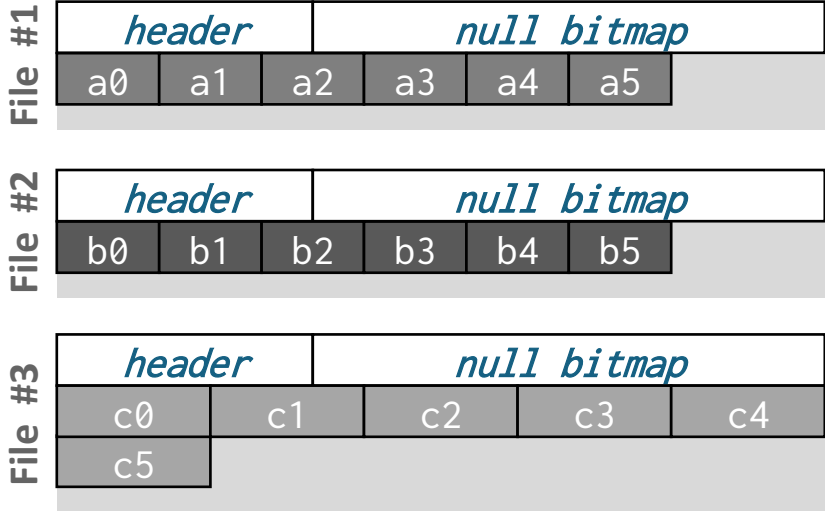 File #1
header null bitmap
a0 a1 a2 a3 a4 a5
File #2
header null bitmap
b0 b1 b2 b3 b4 b5
File #3
header null bitmap
c0 c1 c2 c3 c4
c5